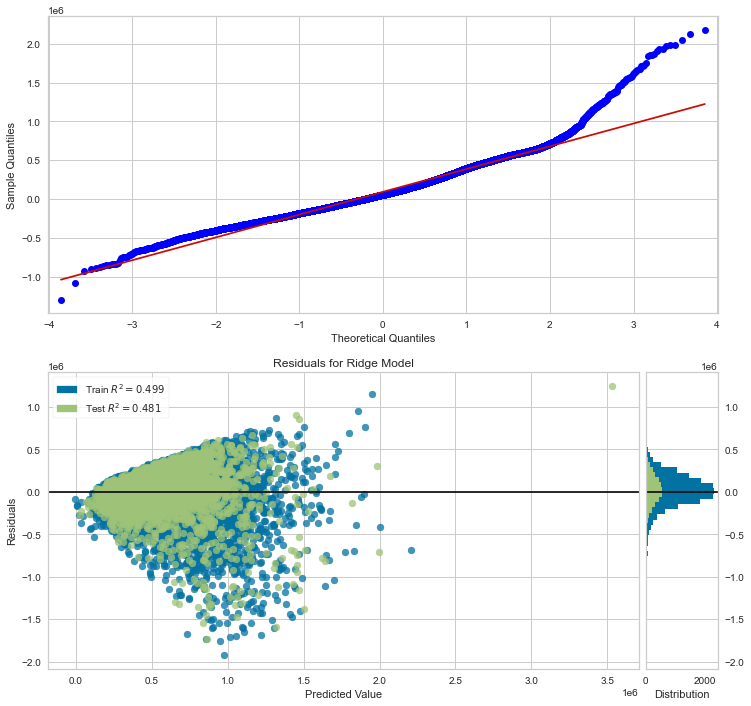 1e6
2.0
1.5
1.0
0.5
0.0
−0.5
−1.0
Sample Quantiles
−4 −3 −2 −1 0 1 2 3 4
Theoretical Quantiles
Residuals for Ridge Model
1e6 1e6
Train R² = 0.499
Test R² = 0.481
1.0 1.0
0.5 0.5
0.0 0.0
−0.5 −0.5
−1.0 −1.0
−1.5 −1.5
−2.0 −2.0
Residuals
0.0 0.5 1.0 1.5 2.0 2.5 3.0 3.5 0 2000
1e6
Predicted Value Distribution